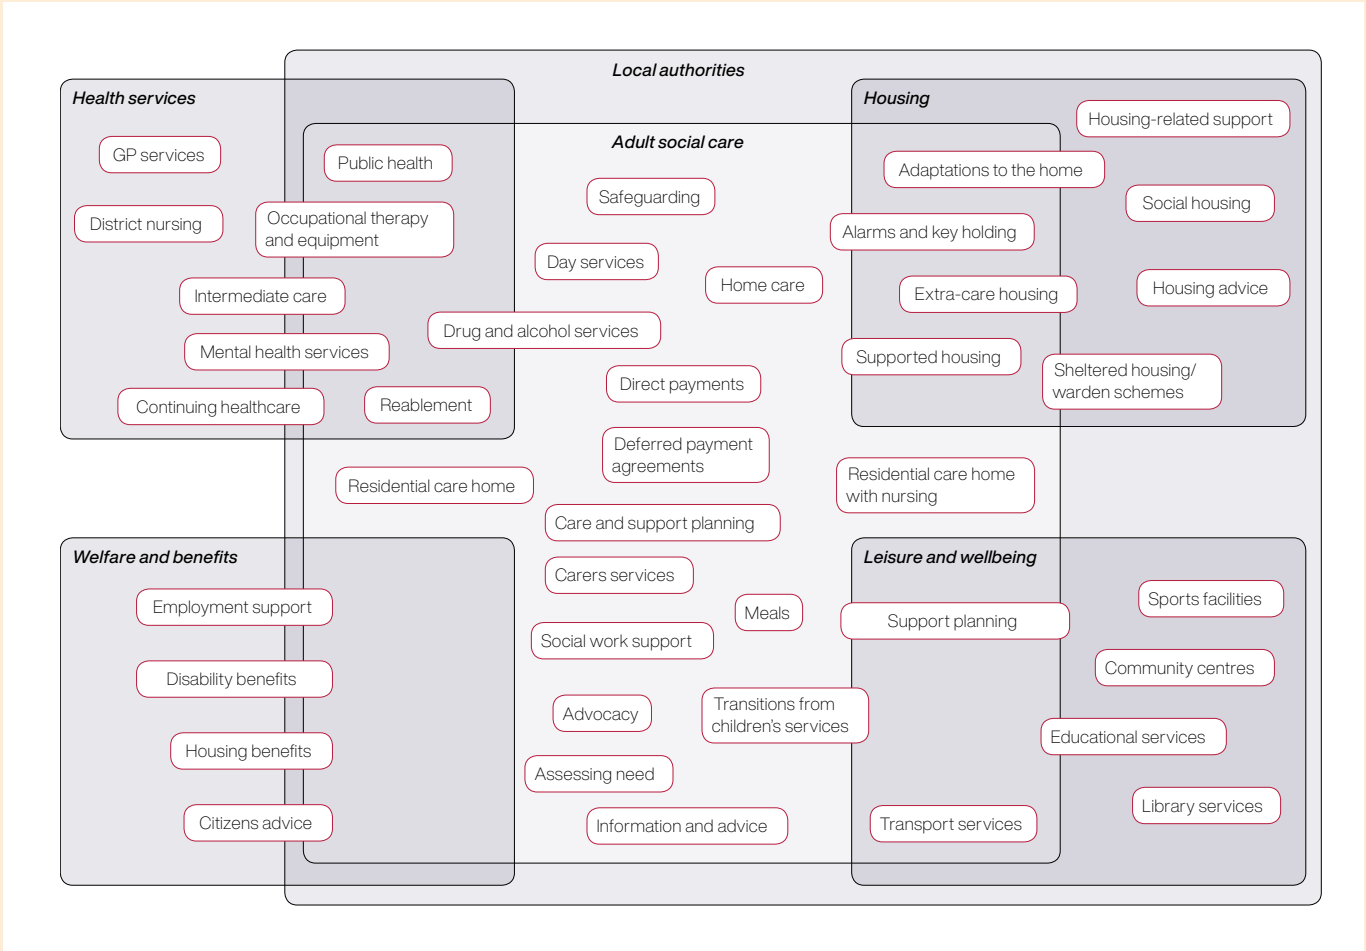 Local authorities
Health services
GP services
District nursing
Public health
Occupational therapy
and equipment
Intermediate care
Mental health services
Continuing healthcare
Reablement
Drug and alcohol services
Adult social care
Safeguarding
Day services
Home care
Direct payments
Deferred payment
agreements
Residential care home
Care and support planning
Carers services
Meals
Social work support
Advocacy
Transitions from
children’s services
Assessing need
Information and advice
Residential care home
with nursing
Housing
Housing-related support
Adaptations to the home
Social housing
Alarms and key holding
Extra-care housing
Housing advice
Supported housing
Sheltered housing/
warden schemes
Welfare and benefits
Employment support
Disability benefits
Housing benefits
Citizens advice
Leisure and wellbeing
Sports facilities
Support planning
Community centres
Educational services
Library services
Transport services